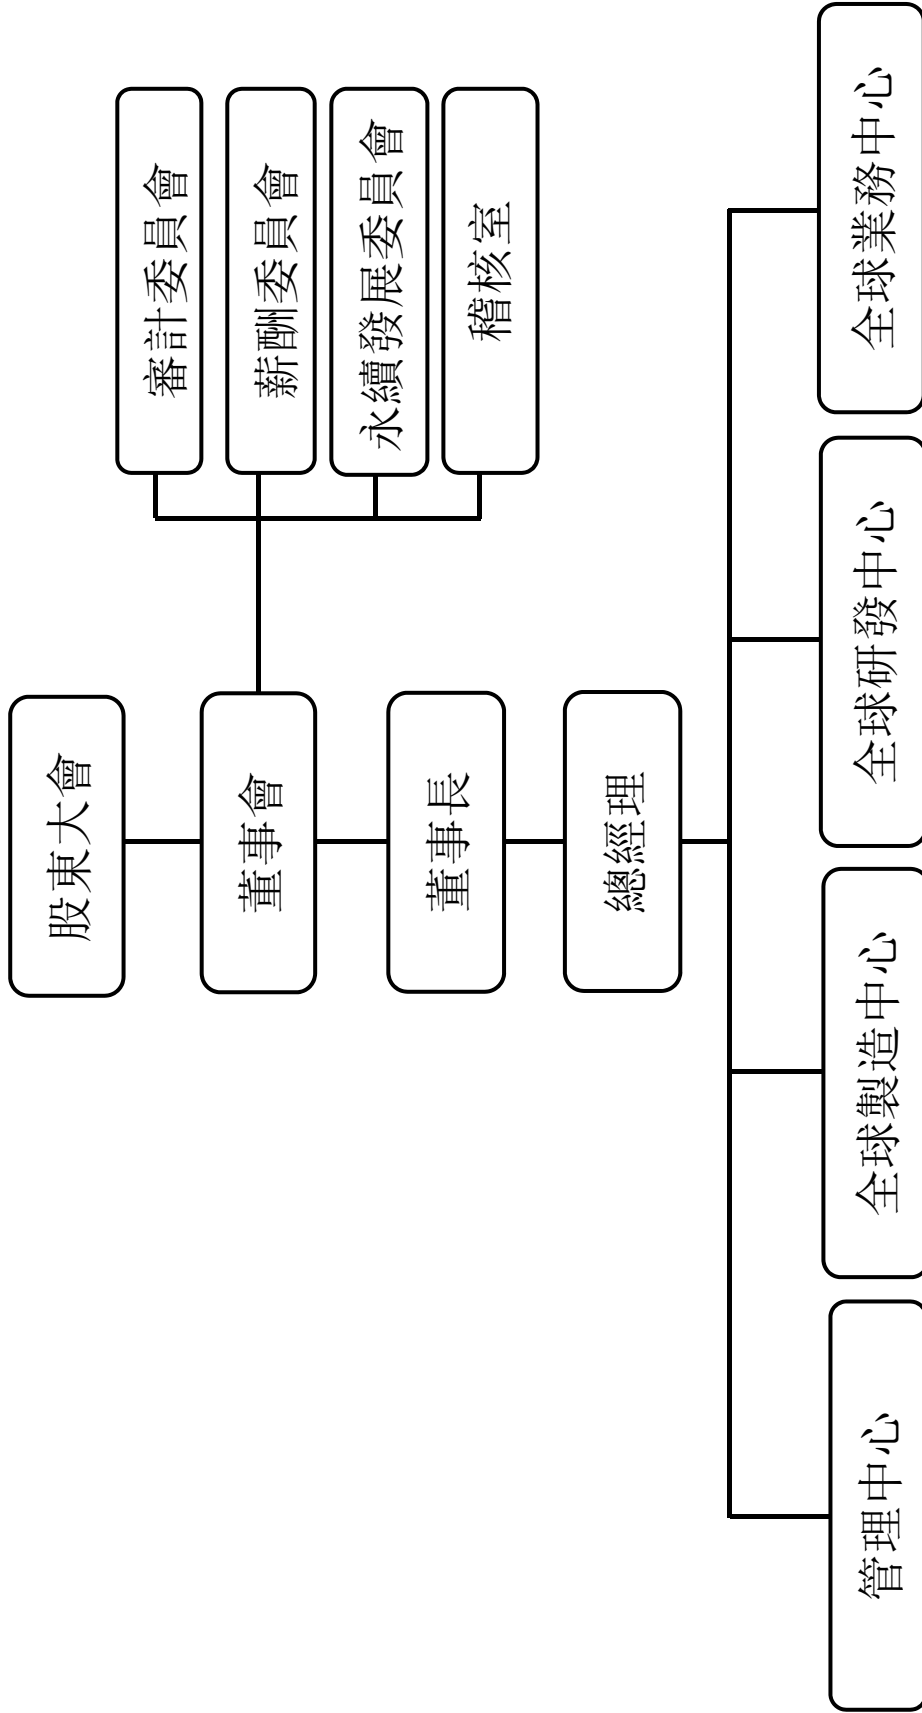 股東大會
董事會
審計委員會
薪酬委員會
永續發展委員會
稽核室
董事長
總經理
管理中心
全球製造中心
全球研發中心
全球業務中心